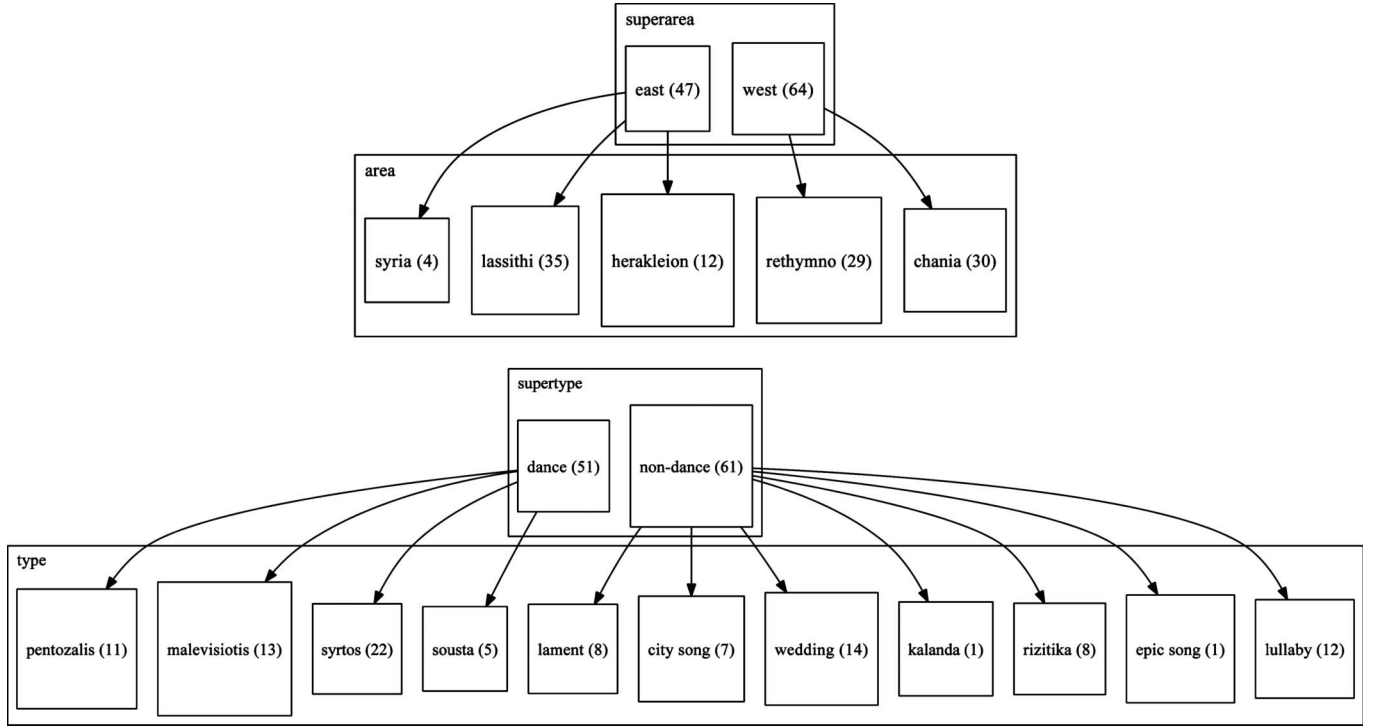 superarea
east (47)
west (64)
area
syria (4)
lassithi (35)
herakleion (12)
rethymno (29)
chania (30)
supertype
dance (51)
non-dance (61)
type
pentozalis (11)
malevisiotis (13)
syrtos (22)
sousta (5)
lament (8)
city song (7)
wedding (14)
kalanda (1)
rizitika (8)
epic song (1)
lullaby (12)